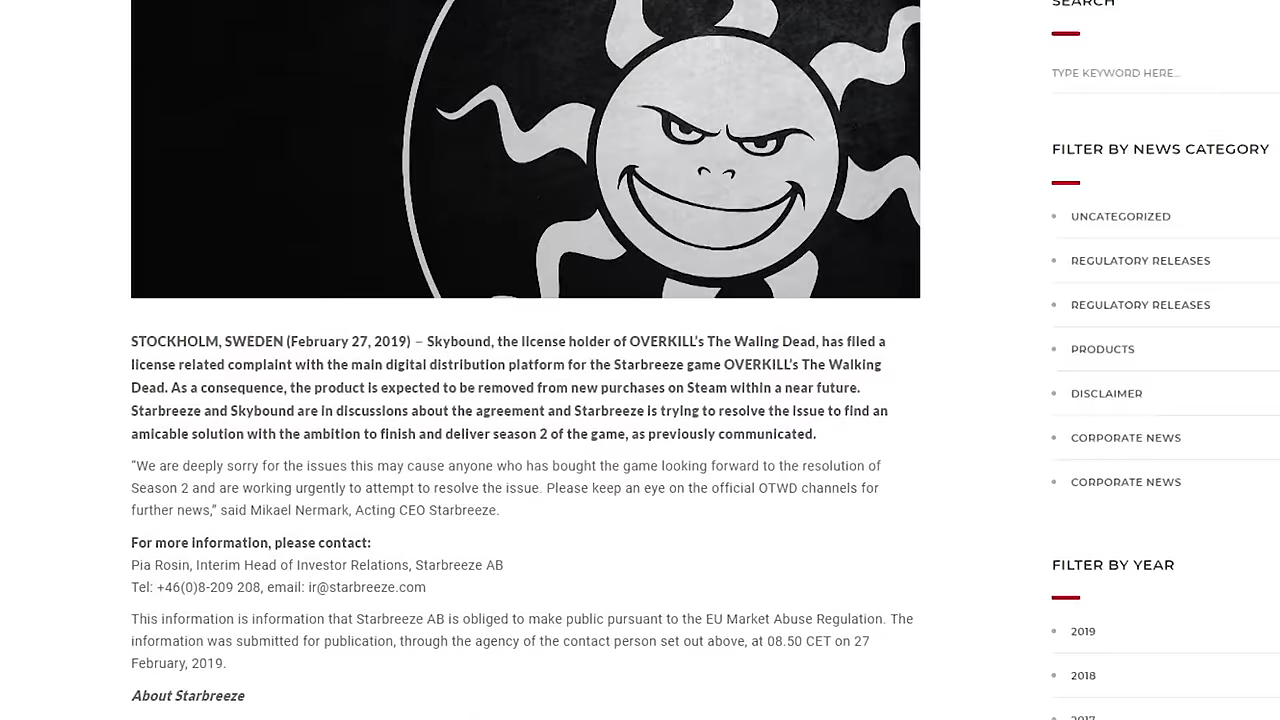 STOCKHOLM, SWEDEN (February 27, 2019) – Skybound, the license holder of OVERKILL's The Waling Dead, has filed a
license related complaint with the main digital distribution platform for the Starbreeze game OVERKILL's The Walking
Dead. As a consequence, the product is expected to be removed from new purchases on Steam within a near future.
Starbreeze and Skybound are in discussions about the agreement and Starbreeze is trying to resolve the issue to find an
amicable solution with the ambition to finish and deliver season 2 of the game, as previously communicated.
“We are deeply sorry for the issues this may cause anyone who has bought the game looking forward to the resolution of
Season 2 and are working urgently to attempt to resolve the issue. Please keep an eye on the official OTWD channels for
further news,” said Mikael Nermark, Acting CEO Starbreeze.
For more information, please contact:
Pia Rosin, Interim Head of Investor Relations, Starbreeze AB
Tel: +46(0)8-209 208, email: ir@starbreeze.com
This information is information that Starbreeze AB is obliged to make public pursuant to the EU Market Abuse Regulation. The
information was submitted for publication, through the agency of the contact person set out above, at 08.50 CET on 27
February, 2019.
About Starbreeze
SEARCH
TYPE KEYWORD HERE...
FILTER BY NEWS CATEGORY
UNCATEGORIZED
REGULATORY RELEASES
REGULATORY RELEASES
PRODUCTS
DISCLAIMER
CORPORATE NEWS
CORPORATE NEWS
FILTER BY YEAR
2019
2018
2017